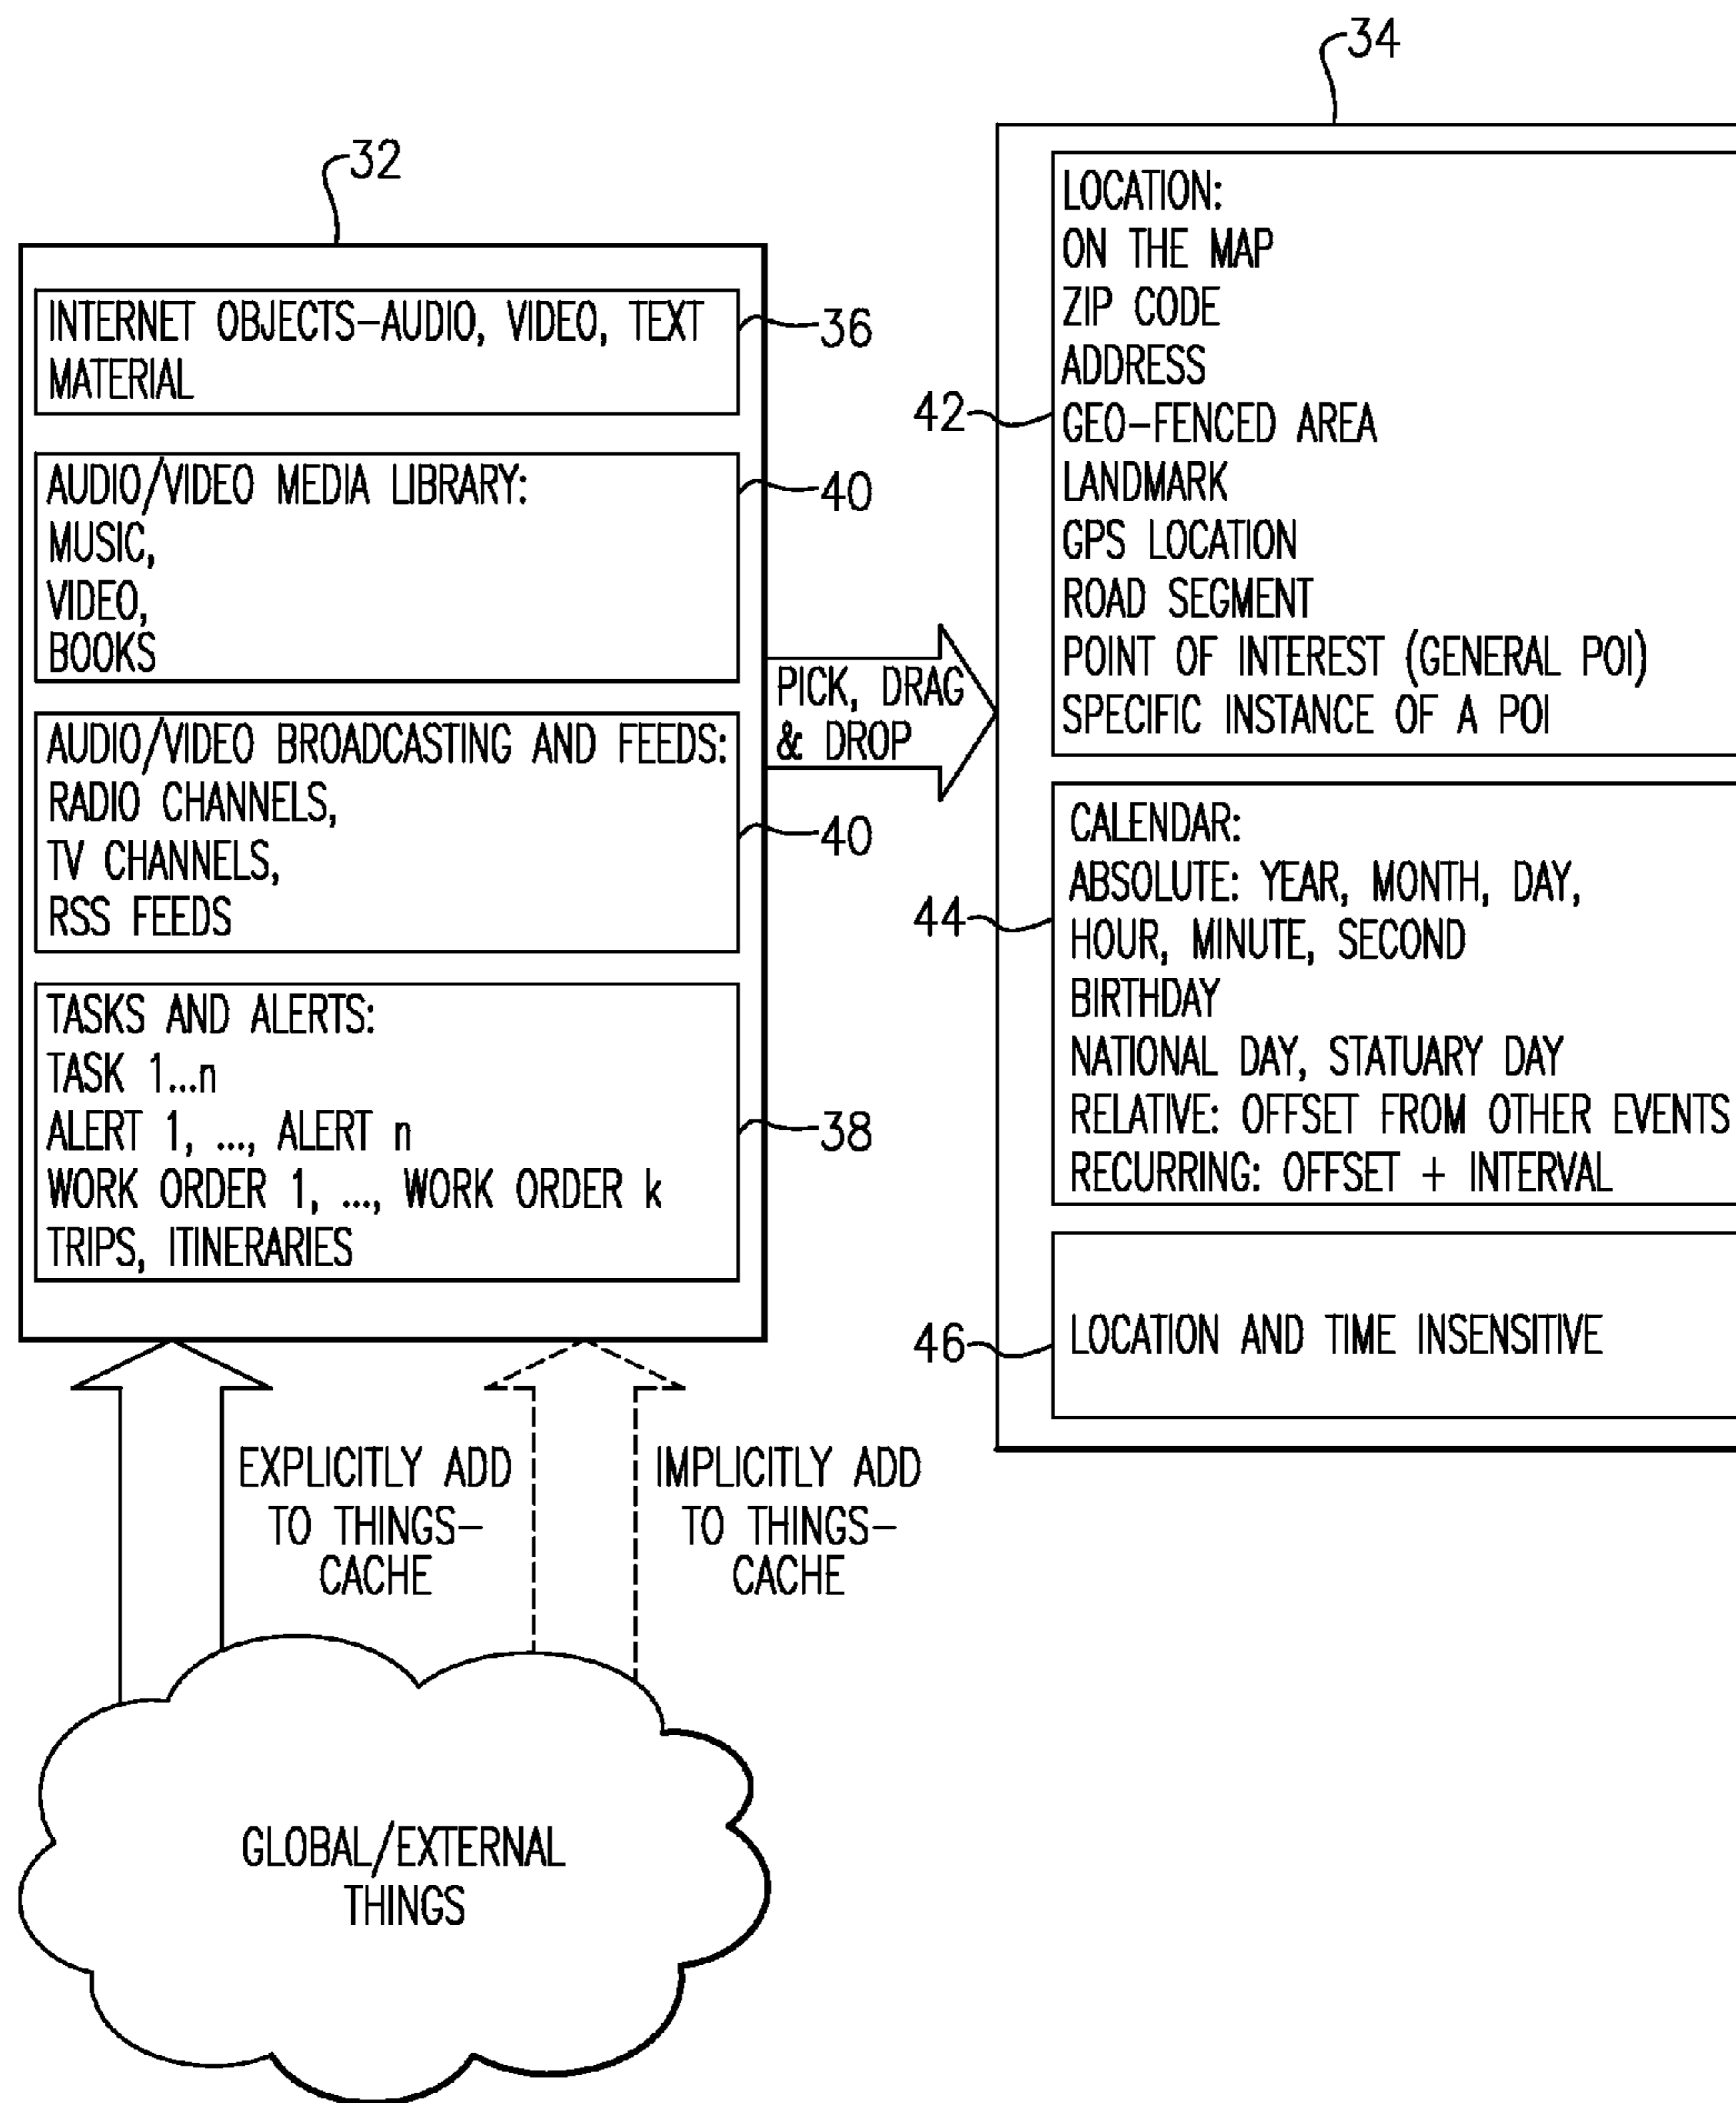 32
INTERNET OBJECTS-AUDIO, VIDEO, TEXT
MATERIAL
36
AUDIO/VIDEO MEDIA LIBRARY:
MUSIC,
VIDEO,
BOOKS
40
AUDIO/VIDEO BROADCASTING AND FEEDS:
RADIO CHANNELS,
TV CHANNELS,
RSS FEEDS
40
TASKS AND ALERTS:
TASK 1...n
ALERT 1, ..., ALERT n
WORK ORDER 1, ..., WORK ORDER k
TRIPS, ITINERARIES
38
PICK, DRAG
& DROP
34
LOCATION:
ON THE MAP
ZIP CODE
ADDRESS
GEO-FENCED AREA
LANDMARK
GPS LOCATION
ROAD SEGMENT
POINT OF INTEREST (GENERAL POI)
SPECIFIC INSTANCE OF A POI
42
CALENDAR:
ABSOLUTE: YEAR, MONTH, DAY,
HOUR, MINUTE, SECOND
BIRTHDAY
NATIONAL DAY, STATUARY DAY
RELATIVE: OFFSET FROM OTHER EVENTS
RECURRING: OFFSET + INTERVAL
44
LOCATION AND TIME INSENSITIVE
46
EXPLICITLY ADD
TO THINGS-
CACHE
IMPLICITLY ADD
TO THINGS-
CACHE
GLOBAL/EXTERNAL
THINGS